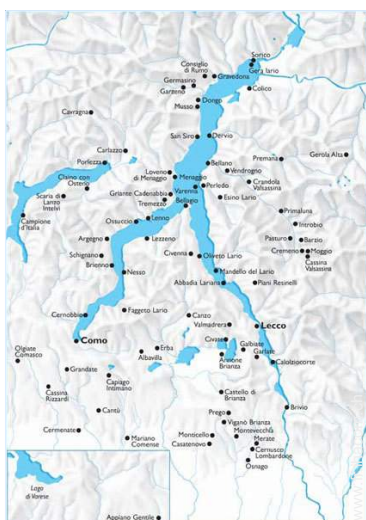 Sorico
Consiglio
di Rumo
Gera Lario
Gravedona
Germasino
Garzeno
Colico
Dongo
Musso
Cavragna
San Siro
Dervio
Carlazzo
Porlezza
Bellano
Premana
Gerola Alta
Claino con
Osteno
Loveno
di Menaggio
Menaggio
Vendrogno
Crandola
Valsassina
Scaria di
Lanzo
Intelvi
Griante Cadenabbia
Varenna
Perledo
Tremezzo
Bellagio
Esino Lario
Campione
d'Italia
Ossuccio
Lenno
Primaluna
Introbio
Argegno
Lezzeno
Pasturo
Barzio
Schignano
Civenna
Oliveto Lario
Cremeno
Moggio
Cassina
Valsassina
Brienno
Nesso
Mandello del Lario
Abbadia Lariana
Piani Resinelli
Cernobbio
Faggeto Lario
Canzo
Valmadrera
Lecco
Como
Civate
Galbiate
Olgiate
Comasco
Erba
Albavilla
Annone
Brianza
Garlate
Calolziocorte
Grandate
Capiago
Intimiano
Cassina
Rizzardi
Castello di
Brianza
Brivio
Cantù
Prego
Viganò Brianza
Cermenate
Mariano
Comense
Monticello
Casatenovo
Montevecchia
Merate
Cernusco
Lombardone
Osnago
Lago
di Varese
Appiano Gentile